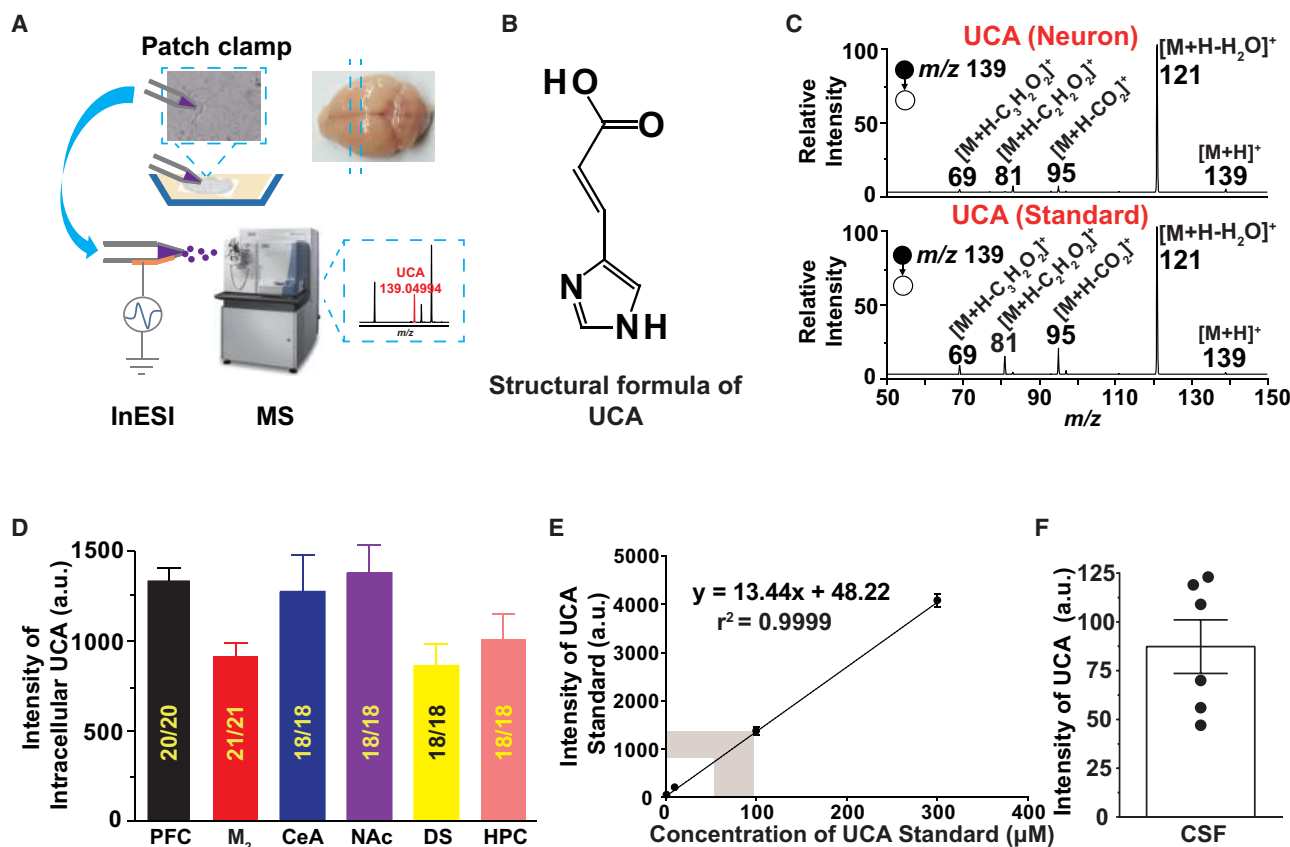 A
Patch clamp
UCA
139.04994
m/z
InESI
MS
B
HO
O
N
NH
Structural formula of
UCA
C
UCA (Neuron)
Relative
Intensity
100
50
0
m/z 139
[M+H-C3H2O2]+
[M+H-C2H2O2]+
[M+H-CO2]+
[M+H-H2O]+
69
81
95
121
[M+H]+
139
UCA (Standard)
Relative
Intensity
100
50
0
m/z 139
[M+H-C3H2O2]+
[M+H-C2H2O2]+
[M+H-CO2]+
[M+H-H2O]+
69
81
95
121
[M+H]+
139
50
70
90
110
130
150
m/z
D
Intensity of
Intracellular UCA (a.u.)
1500
1000
500
0
20/20
21/21
18/18
18/18
18/18
18/18
PFC
CeA
NAc
DS
HPC
E
Intensity of UCA
Standard (a.u.)
5000
4000
3000
2000
1000
0
y = 13.44x + 48.22
r2 = 0.9999
0
100
200
300
400
Concentration of UCA Standard (µM)
F
Intensity of UCA (a.u.)
125
100
75
50
25
0
CSF